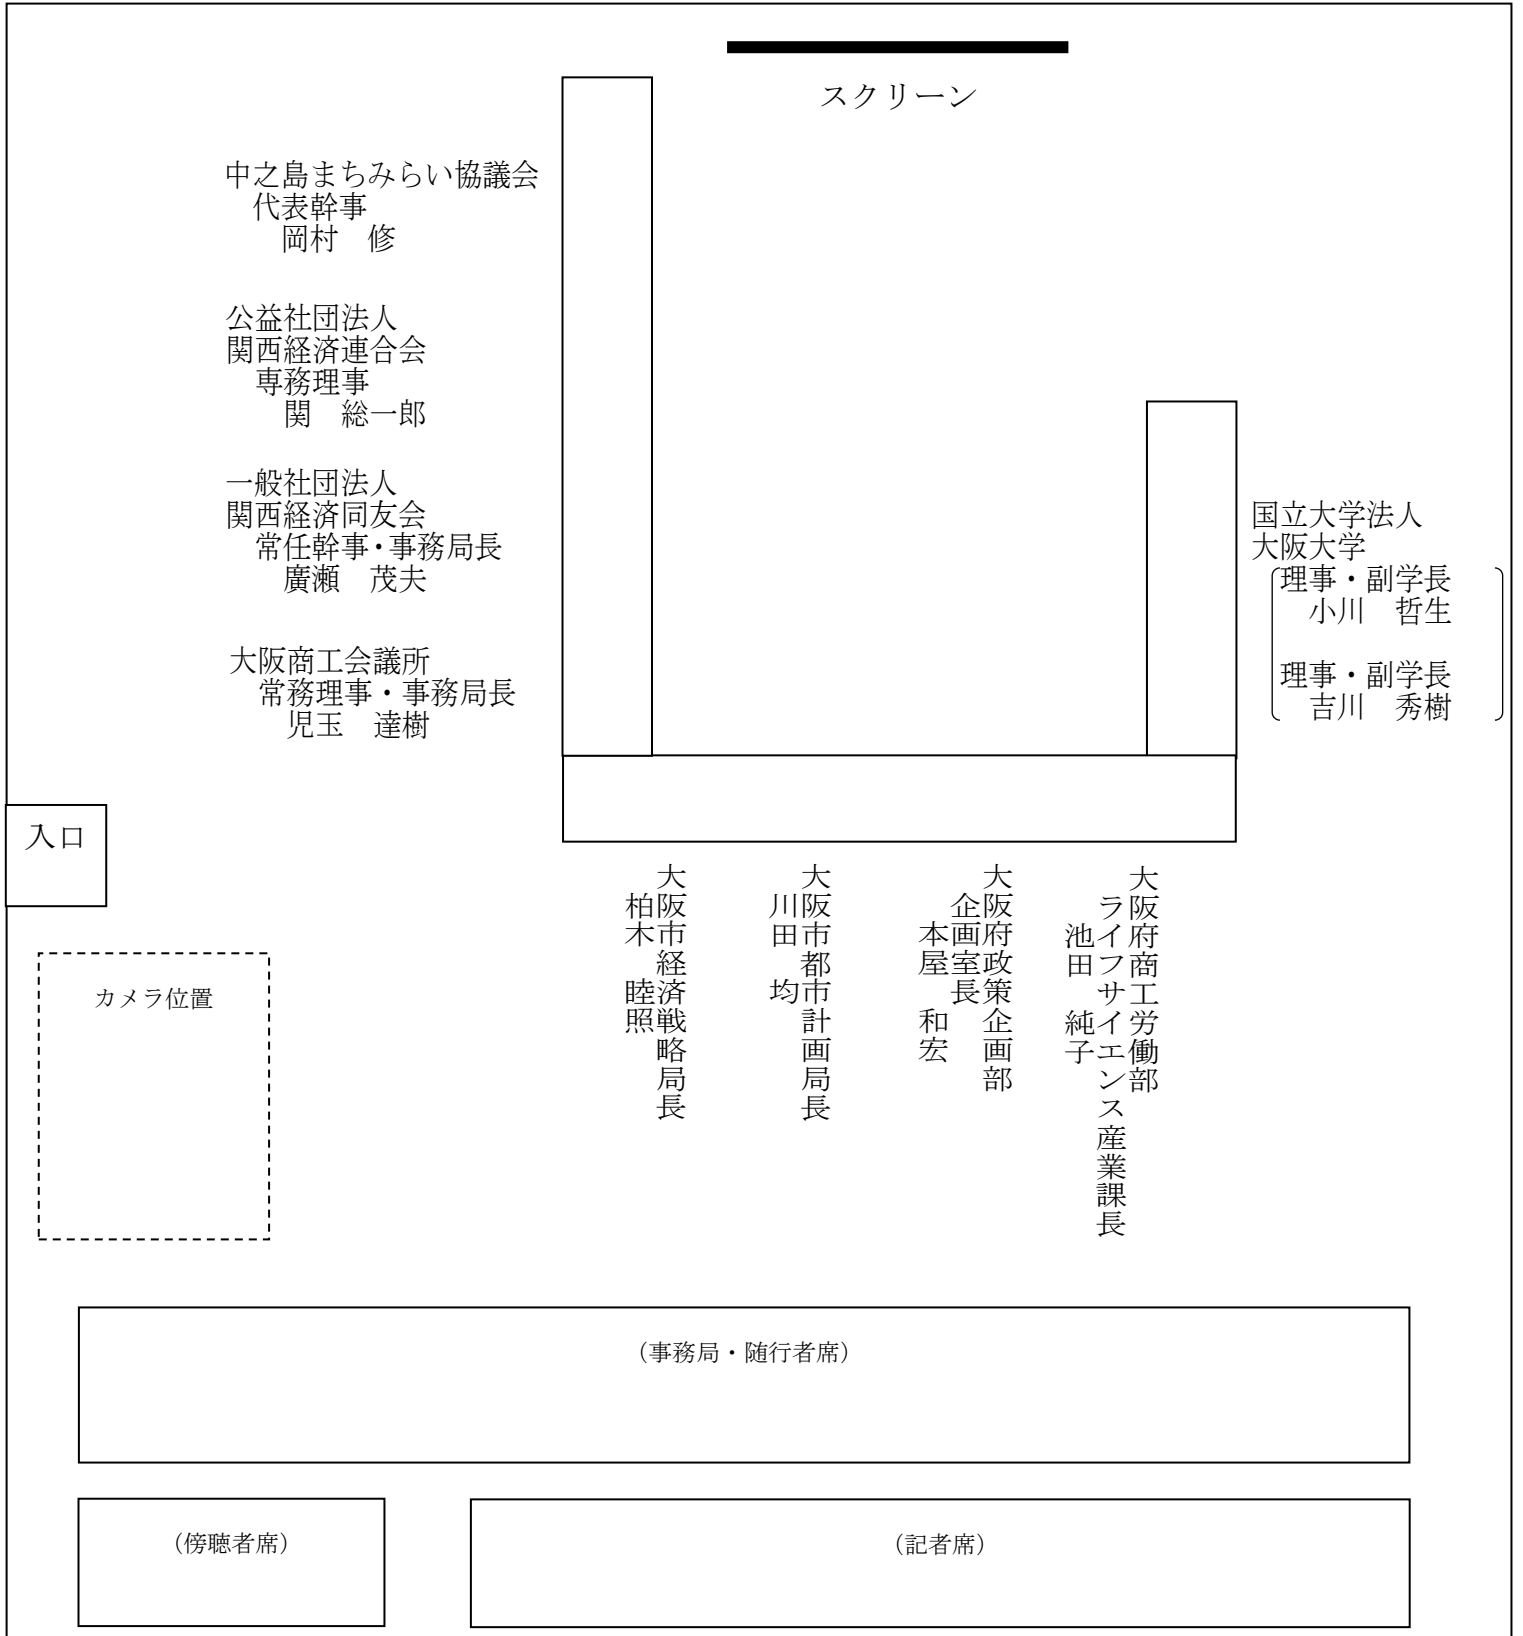 スクリーン
中之島まちみらい協議会
代表幹事
岡村　修
公益社団法人
関西経済連合会
専務理事
関　総一郎
一般社団法人
関西経済同友会
常任幹事・事務局長
廣瀬　茂夫
大阪商工会議所
常務理事・事務局長
児玉　達樹
国立大学法人
大阪大学
理事・副学長
小川　哲生
理事・副学長
吉川　秀樹
入口
カメラ位置
大阪市経済戦略局長
柏木　睦照
大阪市都市計画局長
川田　均
大阪府政策企画部
企画室長
本屋　和宏
大阪府商工労働部
ライフサイエンス産業課長
池田　純子
（事務局・随行者席）
（傍聴者席）
（記者席）